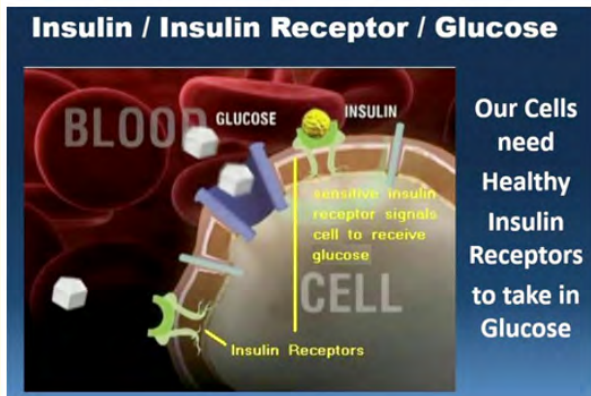 Insulin / Insulin Receptor / Glucose
BLOOD
GLUCOSE
INSULIN
sensitive insulin
receptor signals
cell to receive
glucose
CELL
Insulin Receptors
Our Cells
need
Healthy
Insulin
Receptors
to take in
Glucose